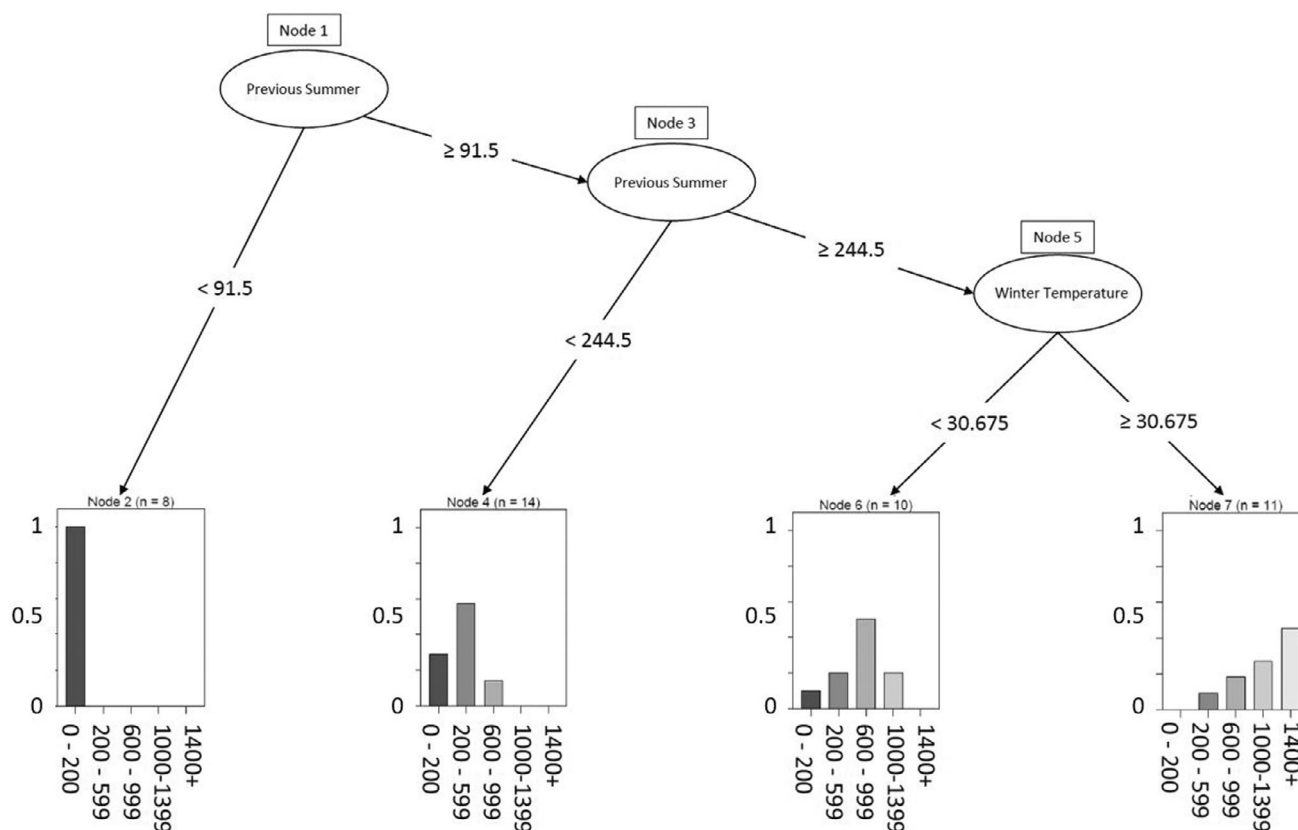 Node 1
Previous Summer
≥ 91.5
< 91.5
Node 3
Previous Summer
≥ 244.5
< 244.5
Node 5
Winter Temperature
< 30.675
≥ 30.675
Node 2 (n = 8)
1
0.5
0
0 - 200
200 - 599
600 - 999
1000-1399
1400+
Node 4 (n = 14)
1
0.5
0
0 - 200
200 - 599
600 - 999
1000-1399
1400+
Node 6 (n = 10)
1
0.5
0
0 - 200
200 - 599
600 - 999
1000-1399
1400+
Node 7 (n = 11)
1
0.5
0
0 - 200
200 - 599
600 - 999
1000-1399
1400+